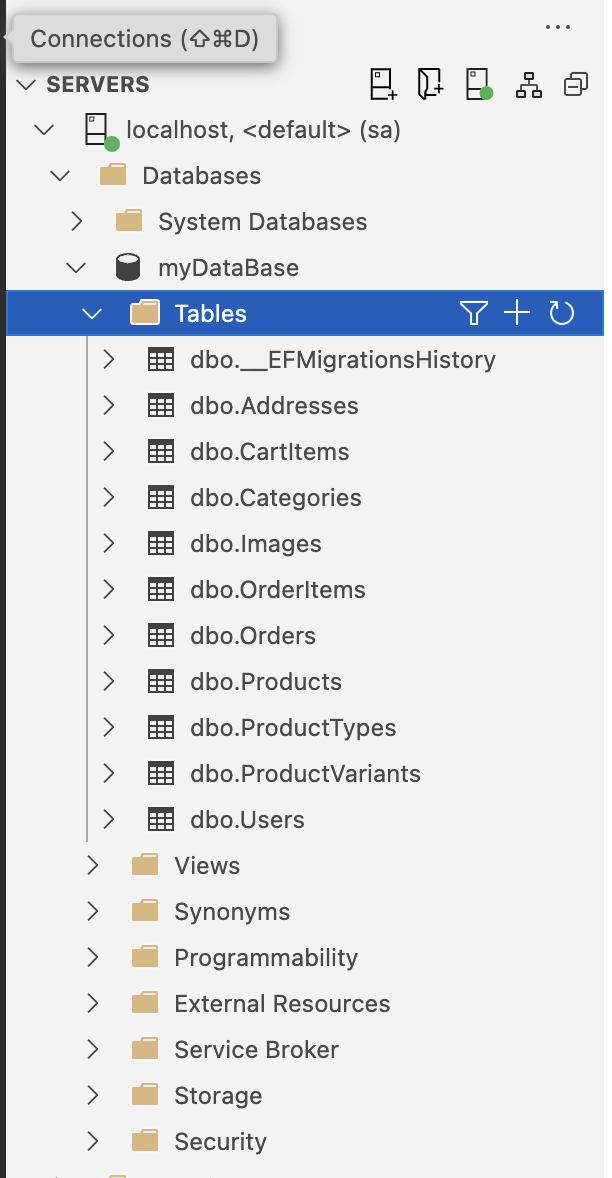 Connections (⇧⌘D)
SERVERS
localhost, <default> (sa)
Databases
System Databases
myDataBase
Tables
dbo.__EFMigrationsHistory
dbo.Addresses
dbo.CartItems
dbo.Categories
dbo.Images
dbo.OrderItems
dbo.Orders
dbo.Products
dbo.ProductTypes
dbo.ProductVariants
dbo.Users
Views
Synonyms
Programmability
External Resources
Service Broker
Storage
Security